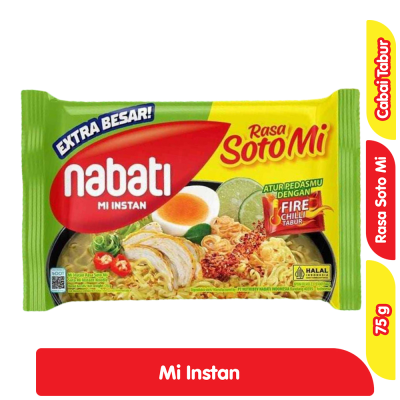 EXTRA BESAR!
nabati
MI INSTAN
Rasa
Soto Mi
ATUR PEDASMU
DENGAN
FIRE
CHILLI
TABUR
HALAL
INDONESIA
Cabai Tabur
Rasa Soto Mi
75 g
Mi Instan